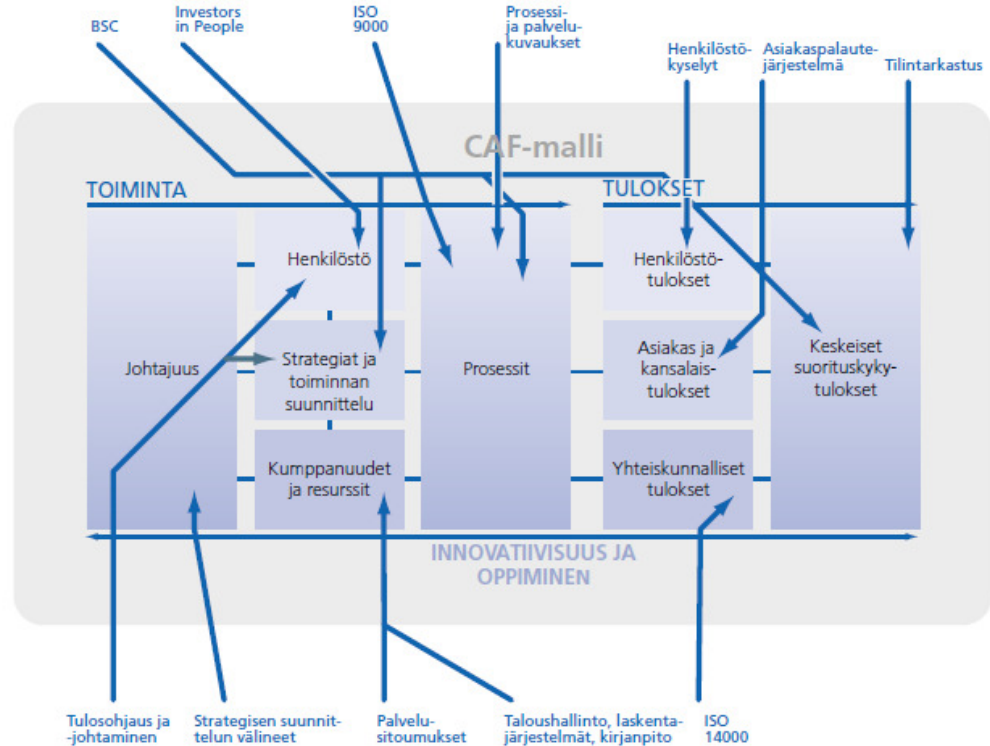 BSC
Investors
in People
ISO
9000
Prosessi-
ja palvelu-
kuvaukset
Henkilöstö-
kyselyt
Asiakaspalaute-
järjestelmä
Tilintarkastus
CAF-malli
TOIMINTA
TULOKSET
Johtajuus
Henkilöstö
Strategiat ja
toiminnan
suunnittelu
Kumppanuudet
ja resurssit
Prosessit
Henkilöstö-
tulokset
Asiakas ja
kansalais-
tulokset
Yhteiskunnalliset
tulokset
Keskeiset
suorituskyky-
tulokset
INNOVATIIVISUUS JA
OPPIMINEN
Tulosohjaus ja
-johtaminen
Strategisen suunnit-
telun välineet
Palvelu-
sitoumukset
Taloushallinto, laskenta-
järjestelmät, kirjanpito
ISO
14000